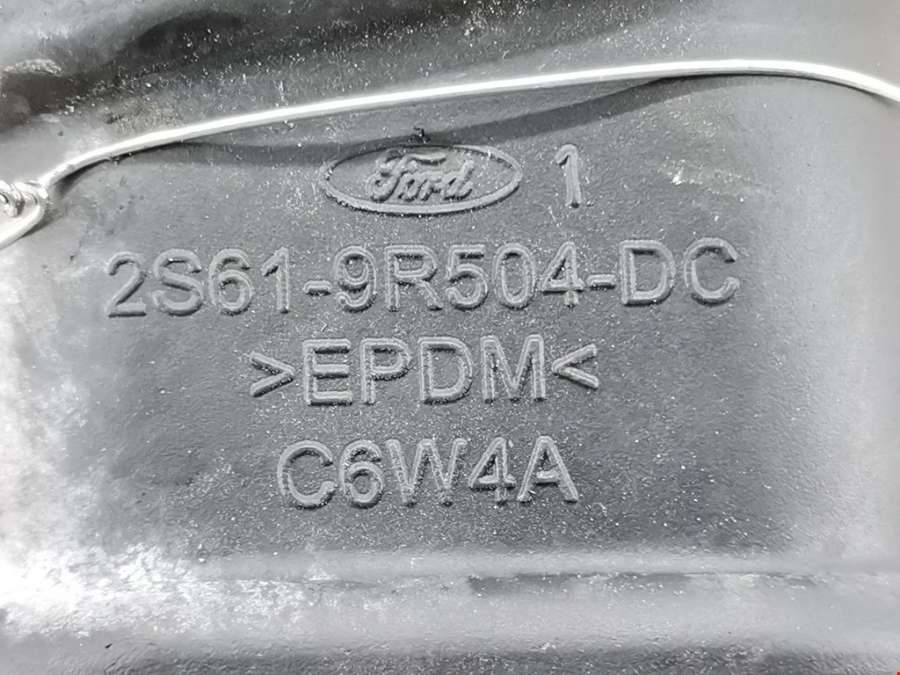 Ford 1
2S61-9R504-DC
>EPDM<
C6W4A